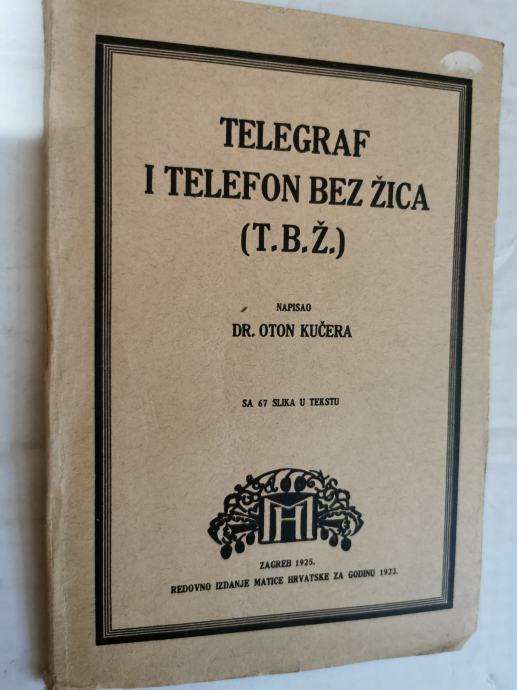 TELEGRAF
I TELEFON BEZ ŽICA
(T.B.Ž.)
NAPISAO
DR. OTON KUČERA
SA 67 SLIKA U TEKSTU
MH
ZAGREB 1925.
REDOVNO IZDANJE MATICE HRVATSKE ZA GODINU 1923.